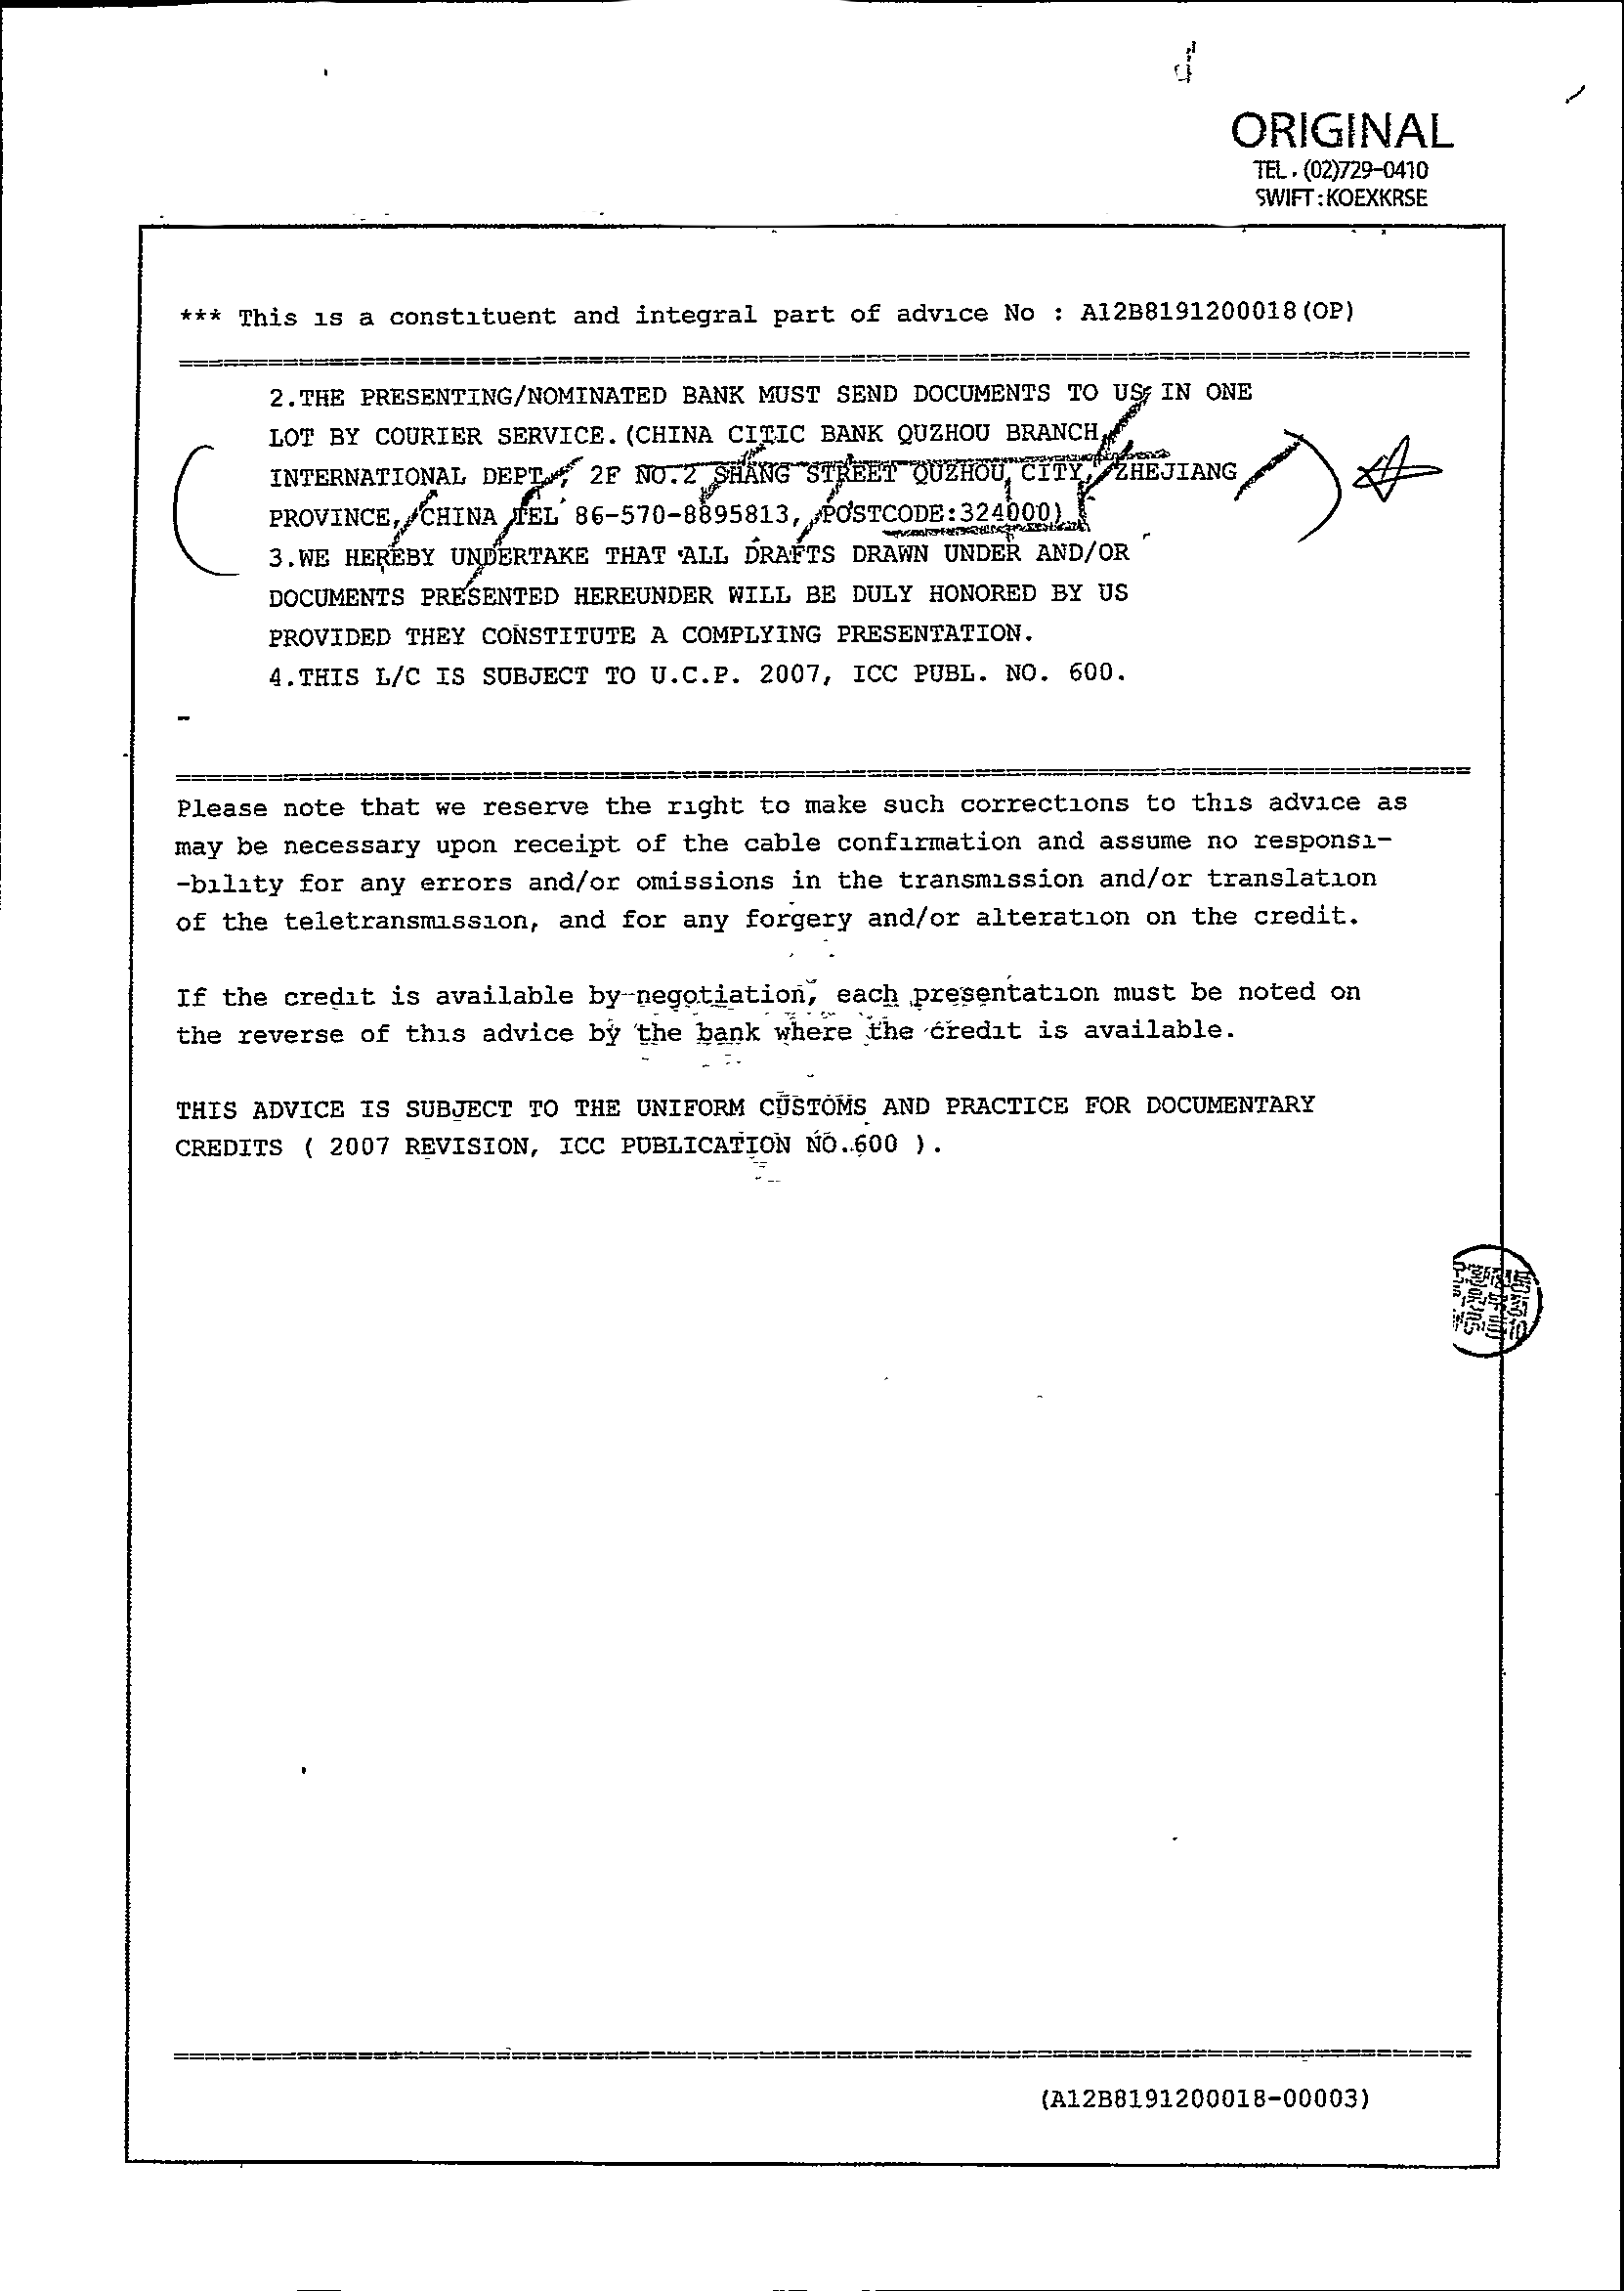 ORIGINAL
TEL. (02)729-0410
SWIFT:KOEXKRSE
*** This is a constituent and integral part of advice No : A12B8191200018(OP)
================================================================================
2.THE PRESENTING/NOMINATED BANK MUST SEND DOCUMENTS TO US, IN ONE
LOT BY COURIER SERVICE.(CHINA CITIC BANK QUZHOU BRANCH,
INTERNATIONAL DEPT, 2F NO.2 SHANG STREET QUZHOU CITY, ZHEJIANG
PROVINCE, CHINA TEL 86-570-8895813, POSTCODE:324000)
3.WE HEREBY UNDERTAKE THAT ALL DRAFTS DRAWN UNDER AND/OR
DOCUMENTS PRESENTED HEREUNDER WILL BE DULY HONORED BY US
PROVIDED THEY CONSTITUTE A COMPLYING PRESENTATION.
4.THIS L/C IS SUBJECT TO U.C.P. 2007, ICC PUBL. NO. 600.
-
================================================================================
Please note that we reserve the right to make such corrections to this advice as
may be necessary upon receipt of the cable confirmation and assume no responsi-
-bility for any errors and/or omissions in the transmission and/or translation
of the teletransmission, and for any forgery and/or alteration on the credit.
If the credit is available by negotiation, each presentation must be noted on
the reverse of this advice by the bank where the credit is available.
THIS ADVICE IS SUBJECT TO THE UNIFORM CUSTOMS AND PRACTICE FOR DOCUMENTARY
CREDITS ( 2007 REVISION, ICC PUBLICATION NO.600 ).
================================================================================
(A12B8191200018-00003)